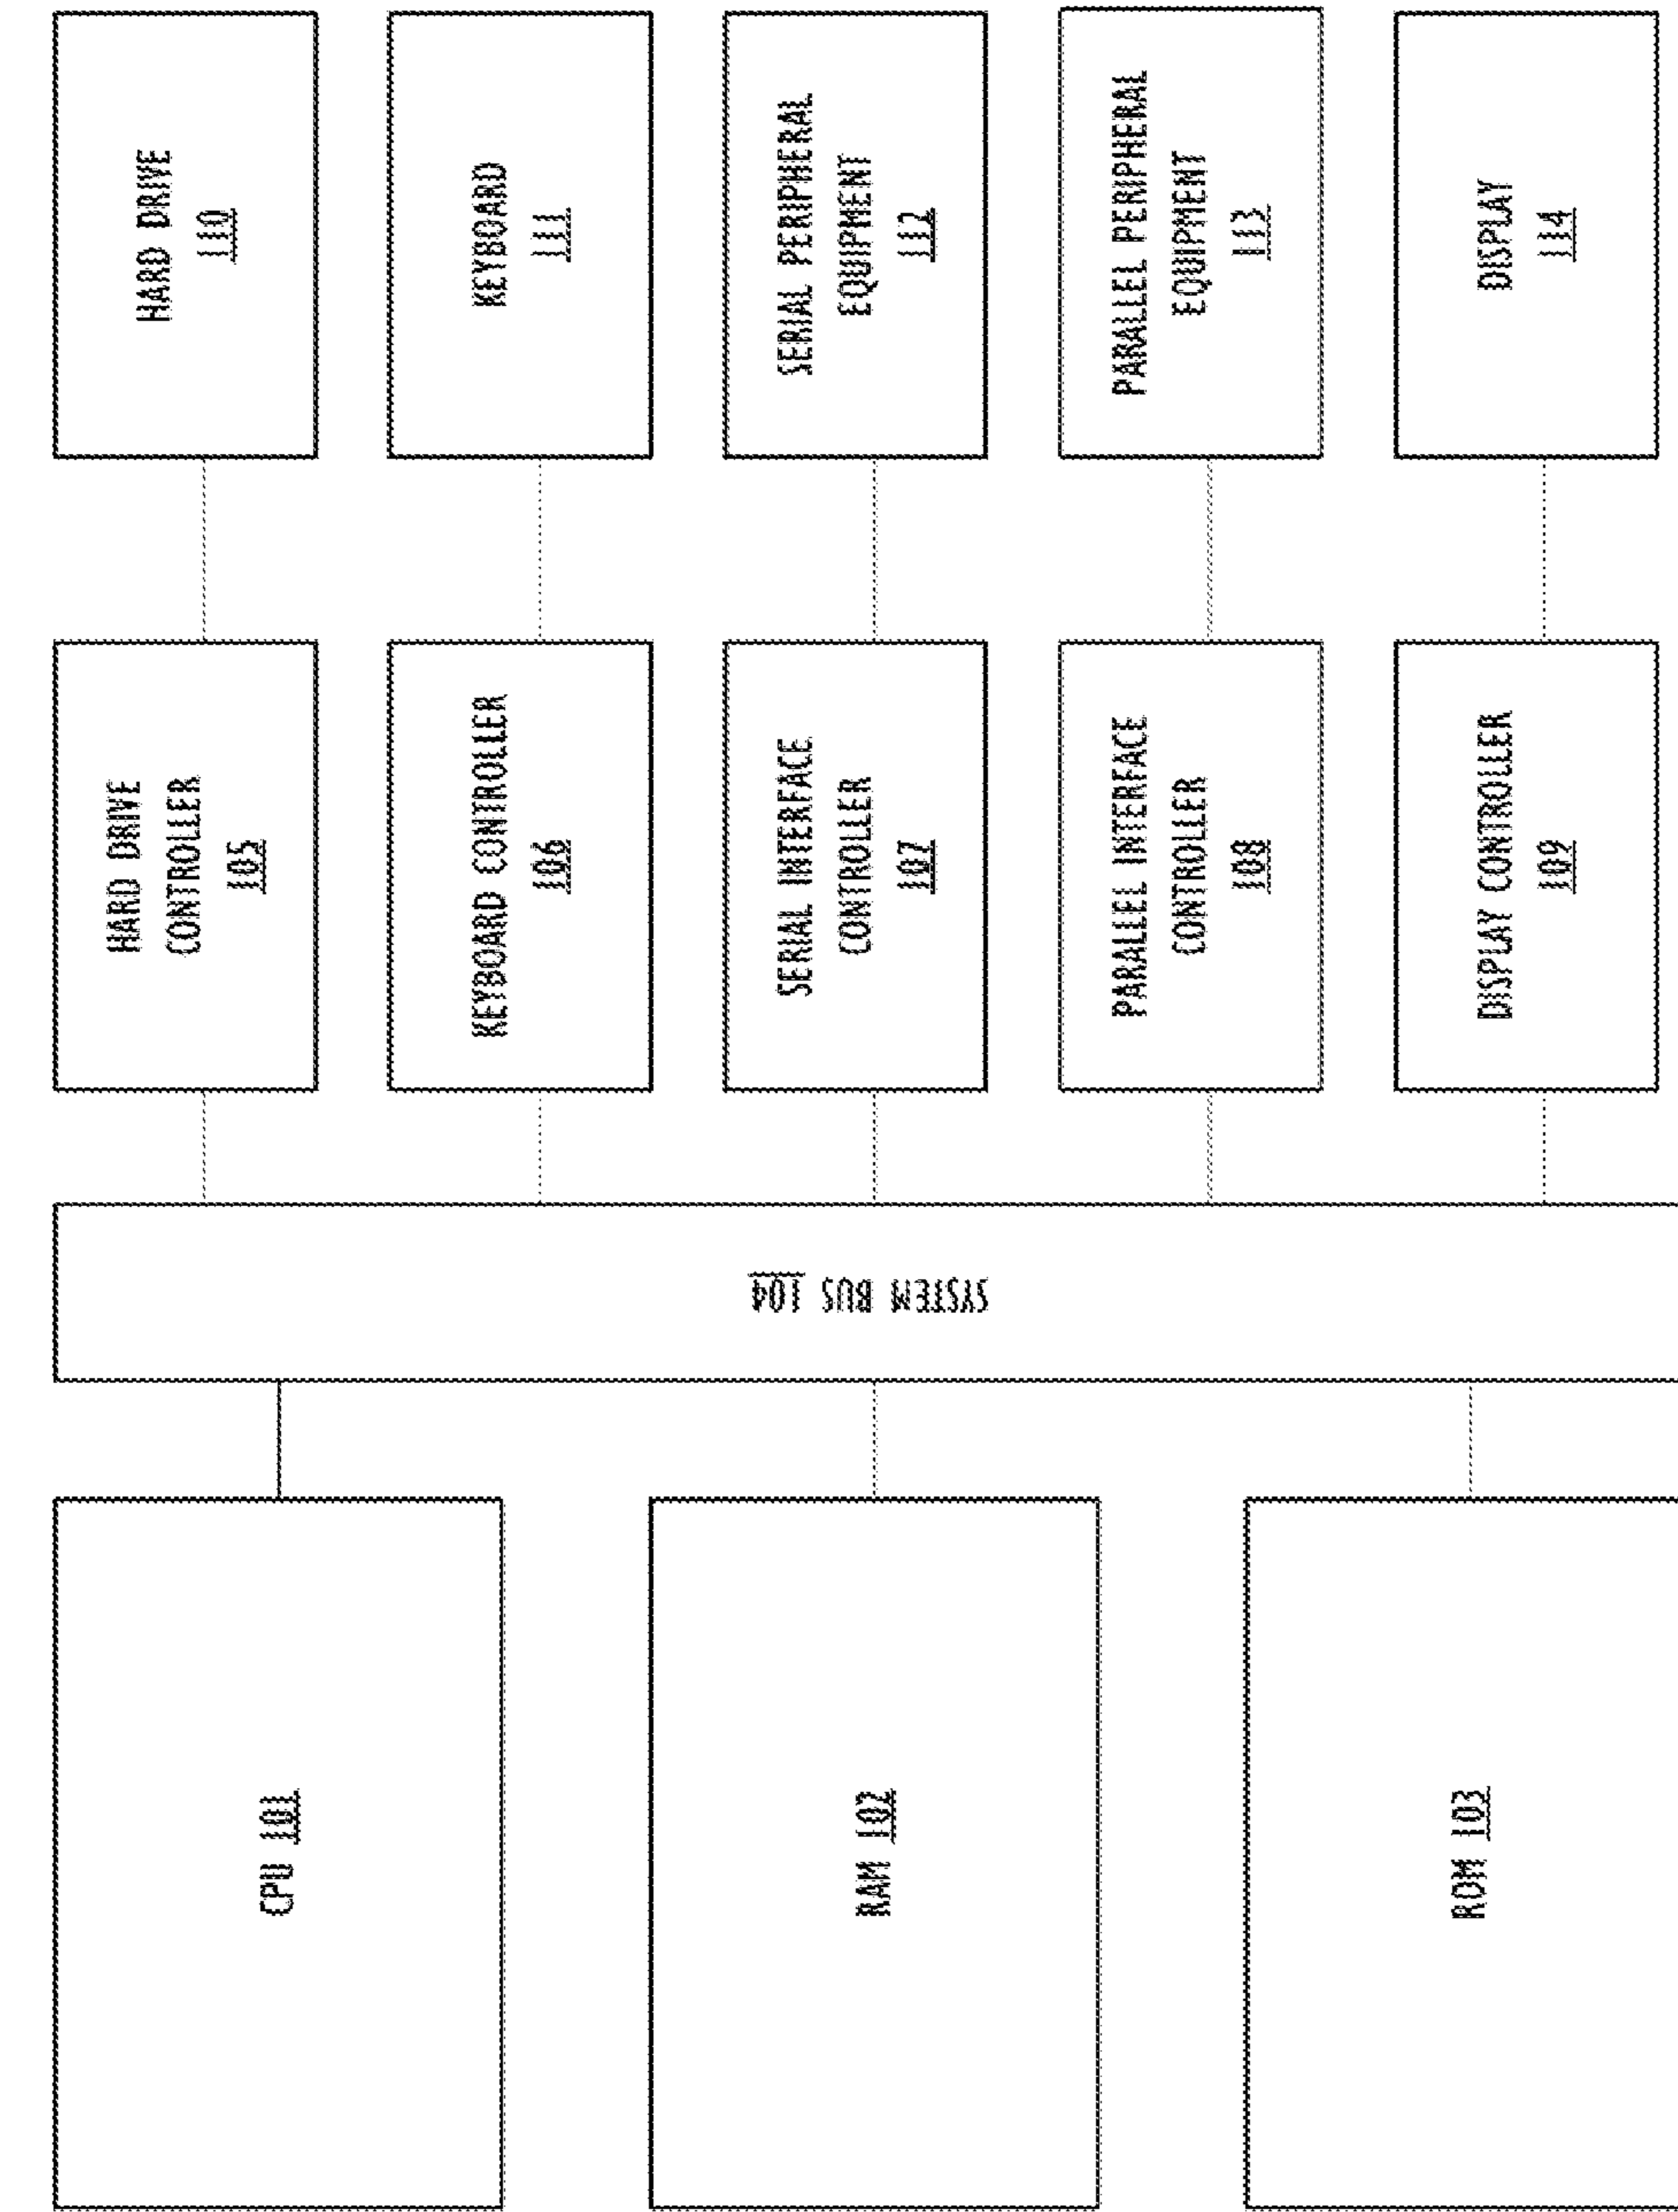 CPU 101
RAM 102
ROM 103
SYSTEM BUS 104
HARD DRIVE
CONTROLLER
105
KEYBOARD CONTROLLER
106
SERIAL INTERFACE
CONTROLLER
107
PARALLEL INTERFACE
CONTROLLER
108
DISPLAY CONTROLLER
109
HARD DRIVE
110
KEYBOARD
111
SERIAL PERIPHERAL
EQUIPMENT
112
PARALLEL PERIPHERAL
EQUIPMENT
113
DISPLAY
114